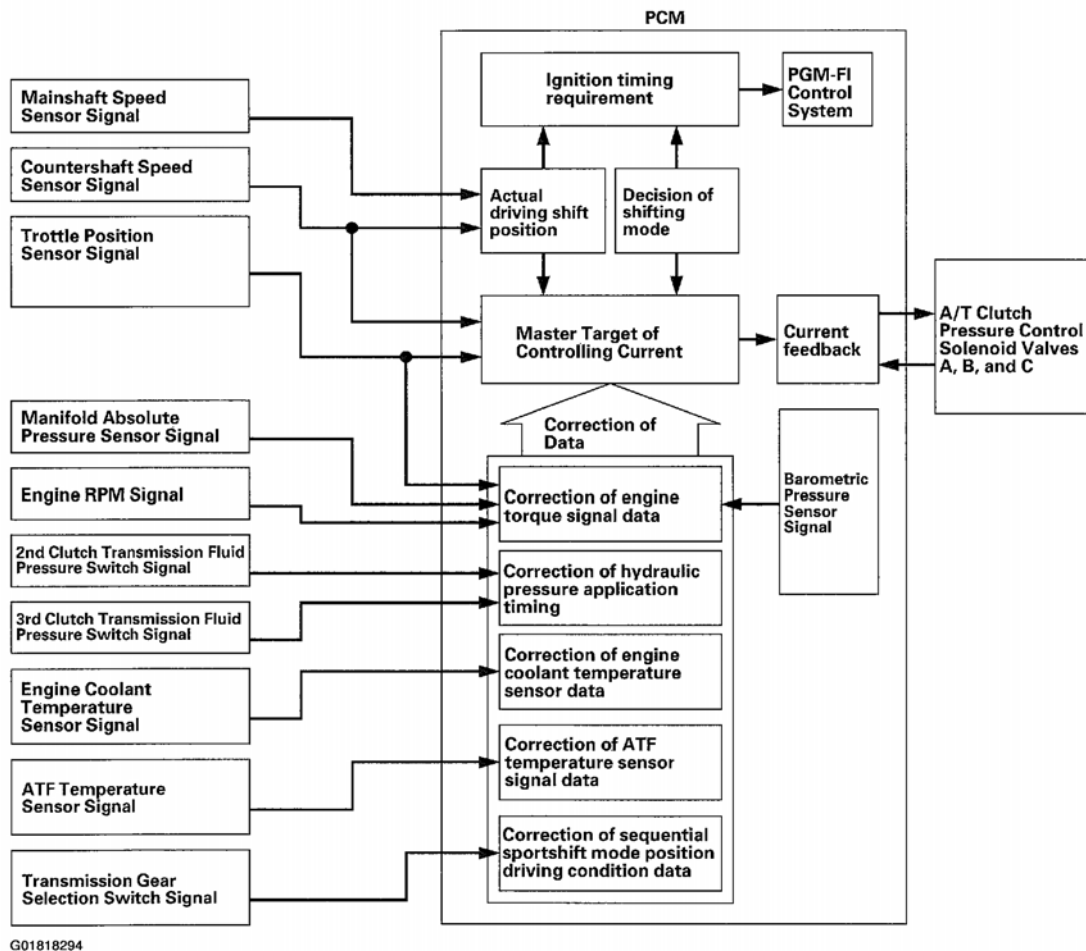 PCM
Mainshaft Speed
Sensor Signal
Countershaft Speed
Sensor Signal
Trottle Position
Sensor Signal
Manifold Absolute
Pressure Sensor Signal
Engine RPM Signal
2nd Clutch Transmission Fluid
Pressure Switch Signal
3rd Clutch Transmission Fluid
Pressure Switch Signal
Engine Coolant
Temperature
Sensor Signal
ATF Temperature
Sensor Signal
Transmission Gear
Selection Switch Signal
Ignition timing
requirement
PGM-FI
Control
System
Actual
driving shift
position
Decision of
shifting
mode
Master Target of
Controlling Current
Current
feedback
A/T Clutch
Pressure Control
Solenoid Valves
A, B, and C
Correction of
Data
Correction of engine
torque signal data
Barometric
Pressure
Sensor
Signal
Correction of hydraulic
pressure application
timing
Correction of engine
coolant temperature
sensor data
Correction of ATF
temperature sensor
signal data
Correction of sequential
sportshift mode position
driving condition data
G01818294